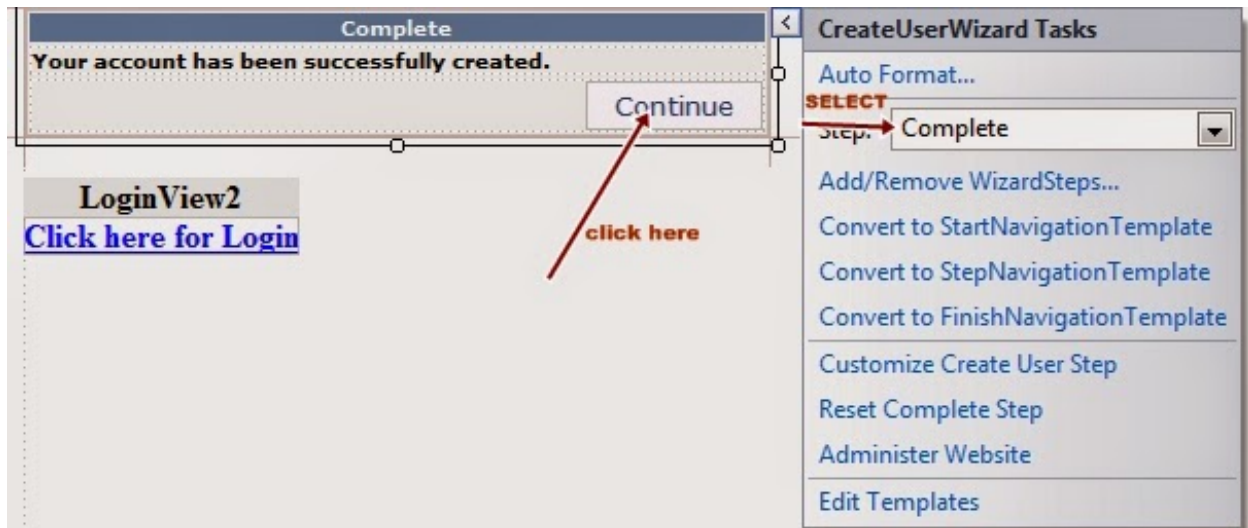 Complete
Your account has been successfully created.
Continue
click here
LoginView2
Click here for Login
<
CreateUserWizard Tasks
Auto Format...
SELECT
Step: Complete
Add/Remove WizardSteps...
Convert to StartNavigationTemplate
Convert to StepNavigationTemplate
Convert to FinishNavigationTemplate
Customize Create User Step
Reset Complete Step
Administer Website
Edit Templates